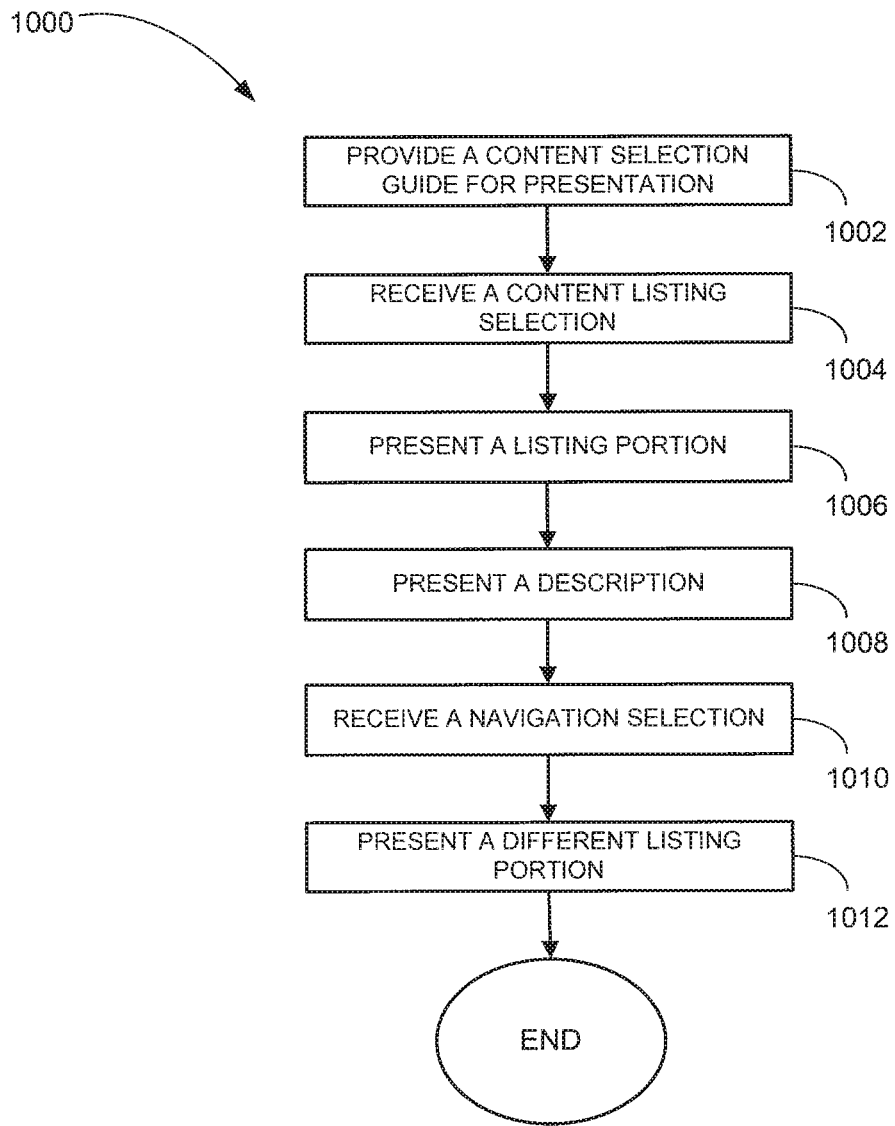 1000
PROVIDE A CONTENT SELECTION
GUIDE FOR PRESENTATION
1002
RECEIVE A CONTENT LISTING
SELECTION
1004
PRESENT A LISTING PORTION
1006
PRESENT A DESCRIPTION
1008
RECEIVE A NAVIGATION SELECTION
1010
PRESENT A DIFFERENT LISTING
PORTION
1012
END